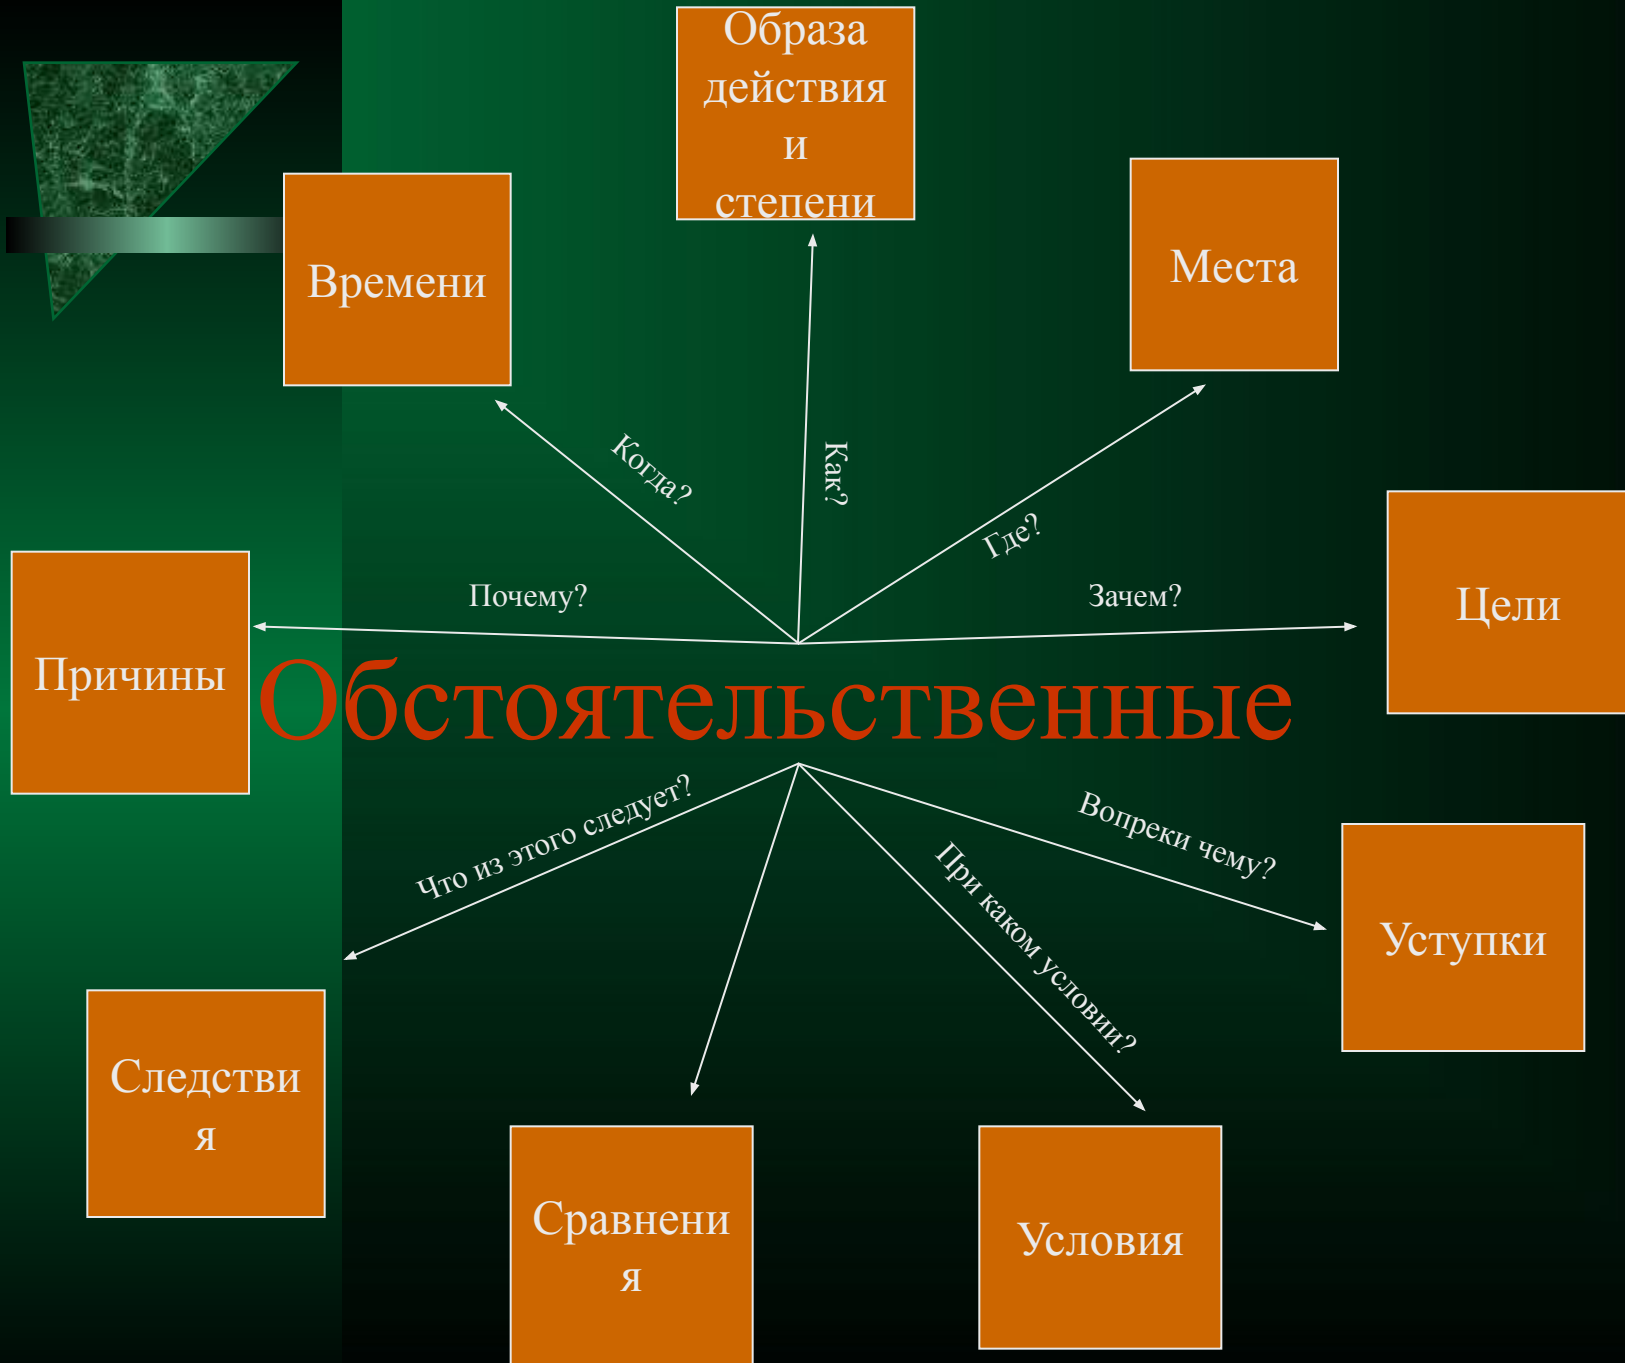 Образа
действия
и
степени
Времени
Места
Когда?
Как?
Где?
Почему?
Зачем?
Цели
Причины
Обстоятельственные
Что из этого следует?
Вопреки чему?
При каком условии?
Уступки
Следстви
я
Сравнени
я
Условия